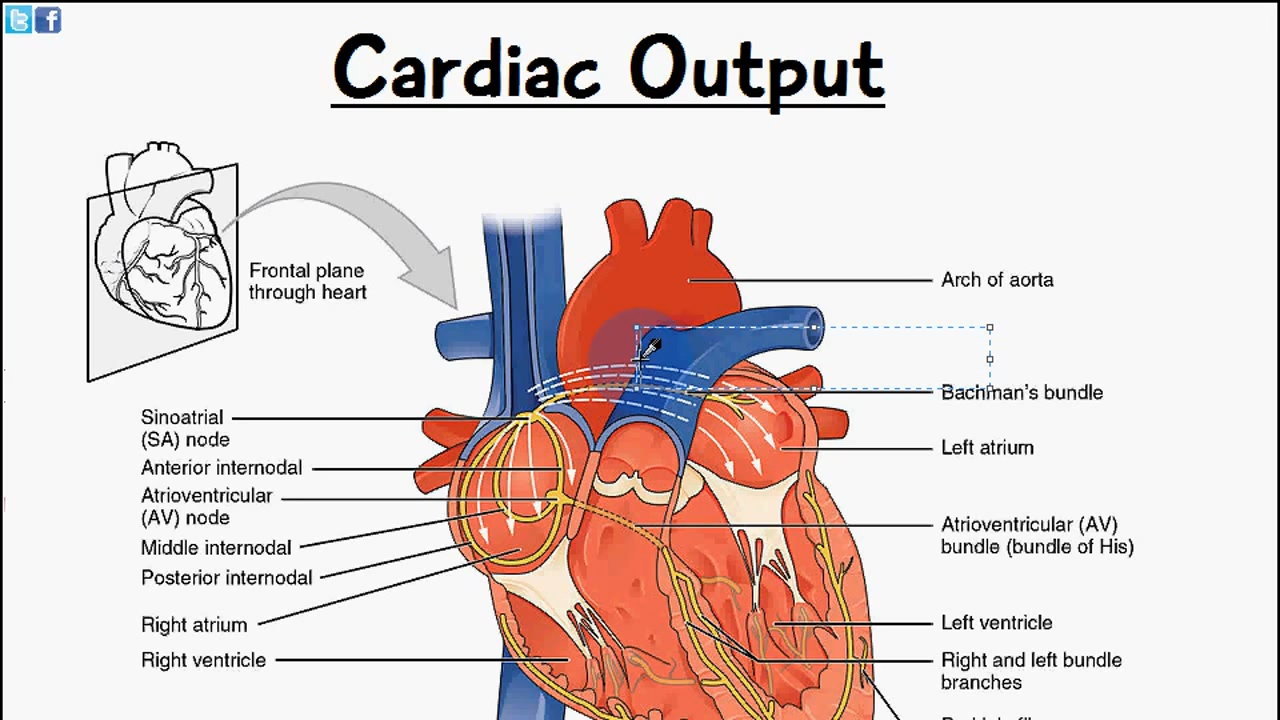 Cardiac Output
Frontal plane
through heart
Arch of aorta
Bachman's bundle
Sinoatrial
(SA) node
Left atrium
Anterior internodal
Atrioventricular
(AV) node
Atrioventricular (AV)
bundle (bundle of His)
Middle internodal
Posterior internodal
Right atrium
Left ventricle
Right ventricle
Right and left bundle
branches